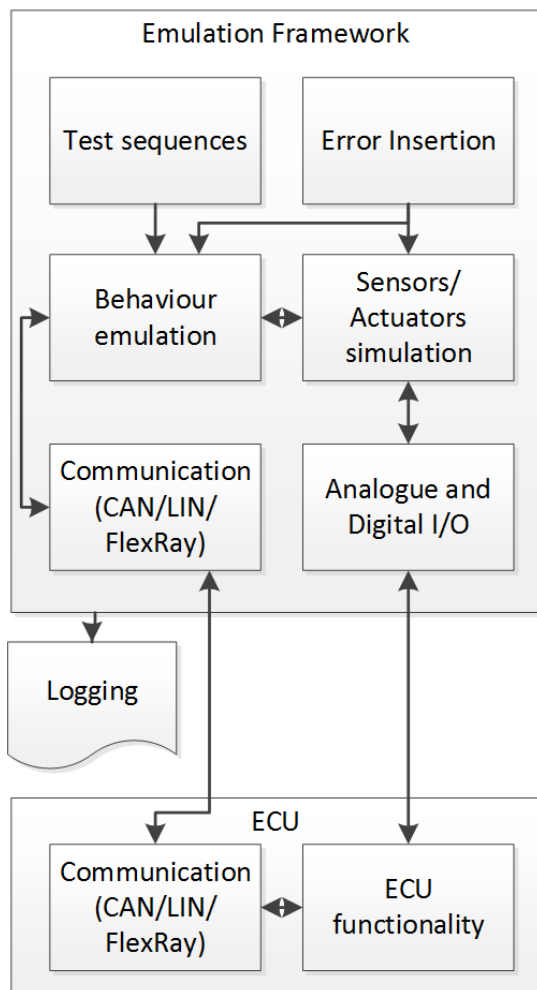 Emulation Framework
Test sequences
Error Insertion
Behaviour
emulation
Sensors/
Actuators
simulation
Communication
(CAN/LIN/
FlexRay)
Analogue and
Digital I/O
Logging
ECU
Communication
(CAN/LIN/
FlexRay)
ECU
functionality